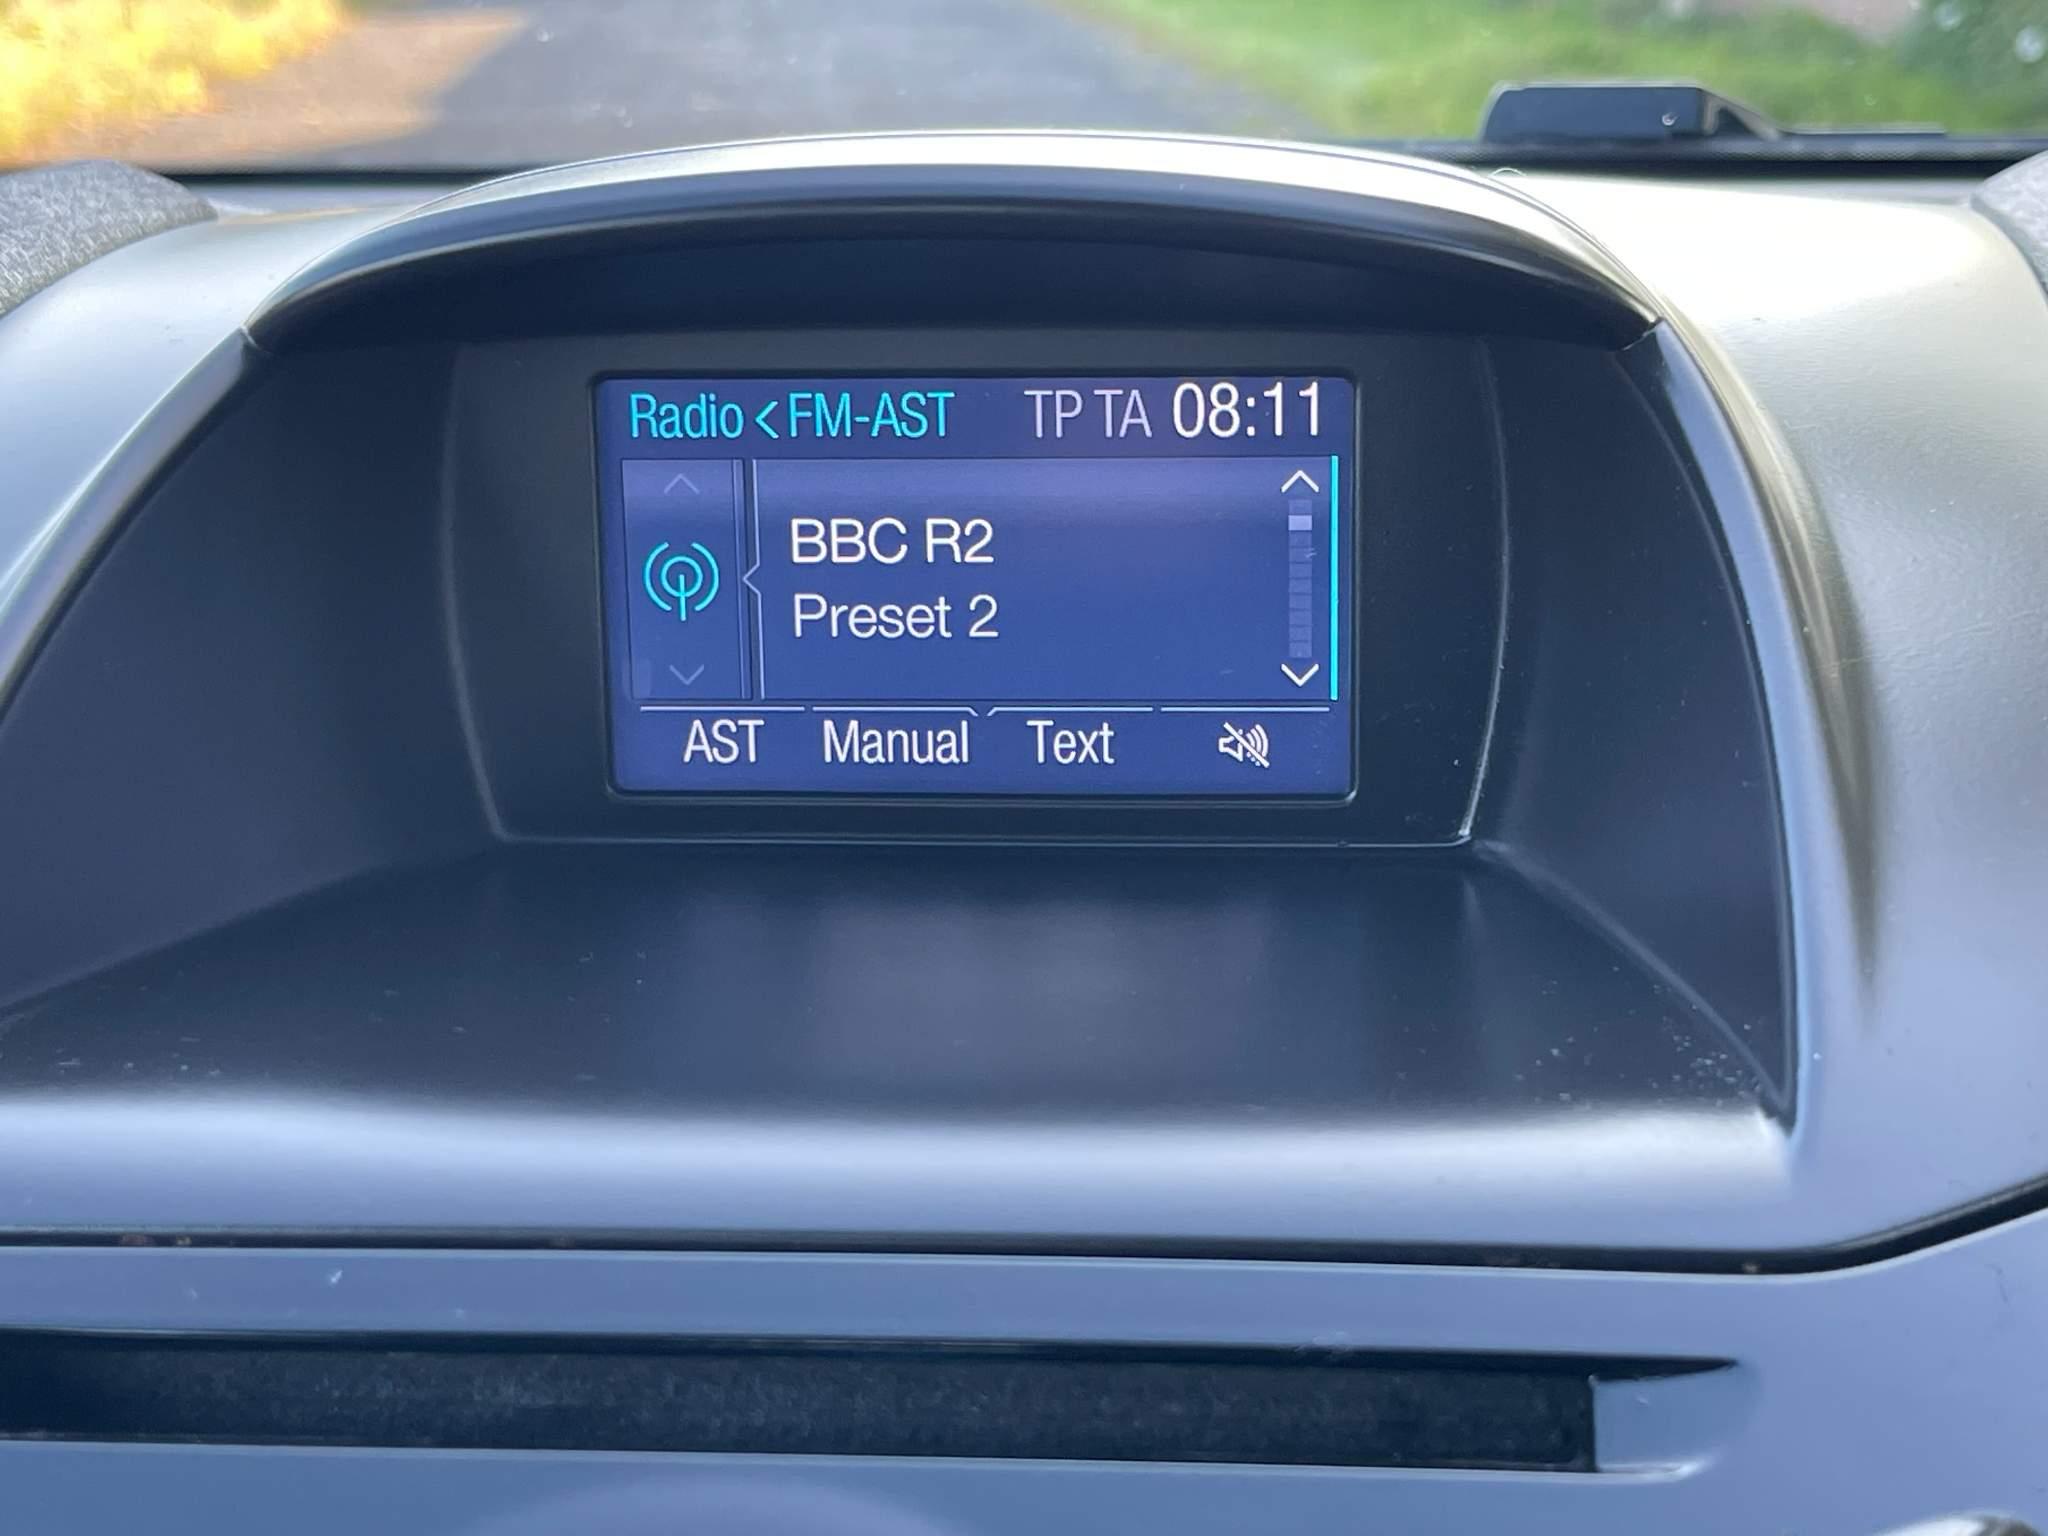 Radio < FM-AST TP TA 08:11
BBC R2
Preset 2
AST Manual Text